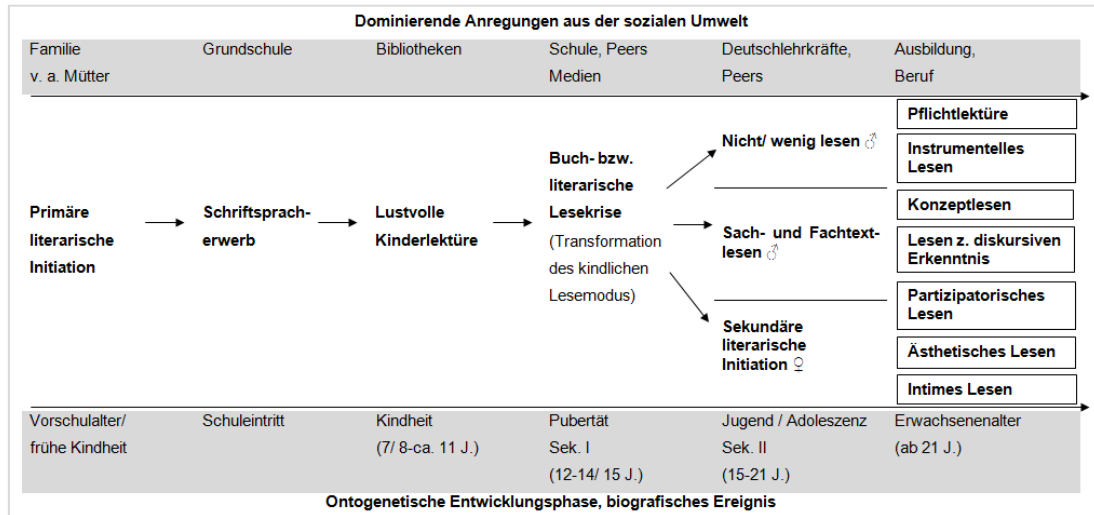 Dominierende Anregungen aus der sozialen Umwelt
Familie
v. a. Mütter
Grundschule
Bibliotheken
Schule, Peers
Medien
Deutschlehrkräfte,
Peers
Ausbildung,
Beruf
Primäre
literarische
Initiation
Schriftsprach-
erwerb
Lustvolle
Kinderlektüre
Buch- bzw.
literarische
Lesekrise
(Transformation
des kindlichen
Lesemodus)
Nicht/ wenig lesen ♂
Sach- und Fachtext-
lesen ♂
Sekundäre
literarische
Initiation ♀
Pflichtlektüre
Instrumentelles
Lesen
Konzeptlesen
Lesen z. diskursiven
Erkenntnis
Partizipatorisches
Lesen
Ästhetisches Lesen
Intimes Lesen
Vorschulalter/
frühe Kindheit
Schuleintritt
Kindheit
(7/ 8-ca. 11 J.)
Pubertät
Sek. I
(12-14/ 15 J.)
Jugend / Adoleszenz
Sek. II
(15-21 J.)
Erwachsenenalter
(ab 21 J.)
Ontogenetische Entwicklungsphase, biografisches Ereignis